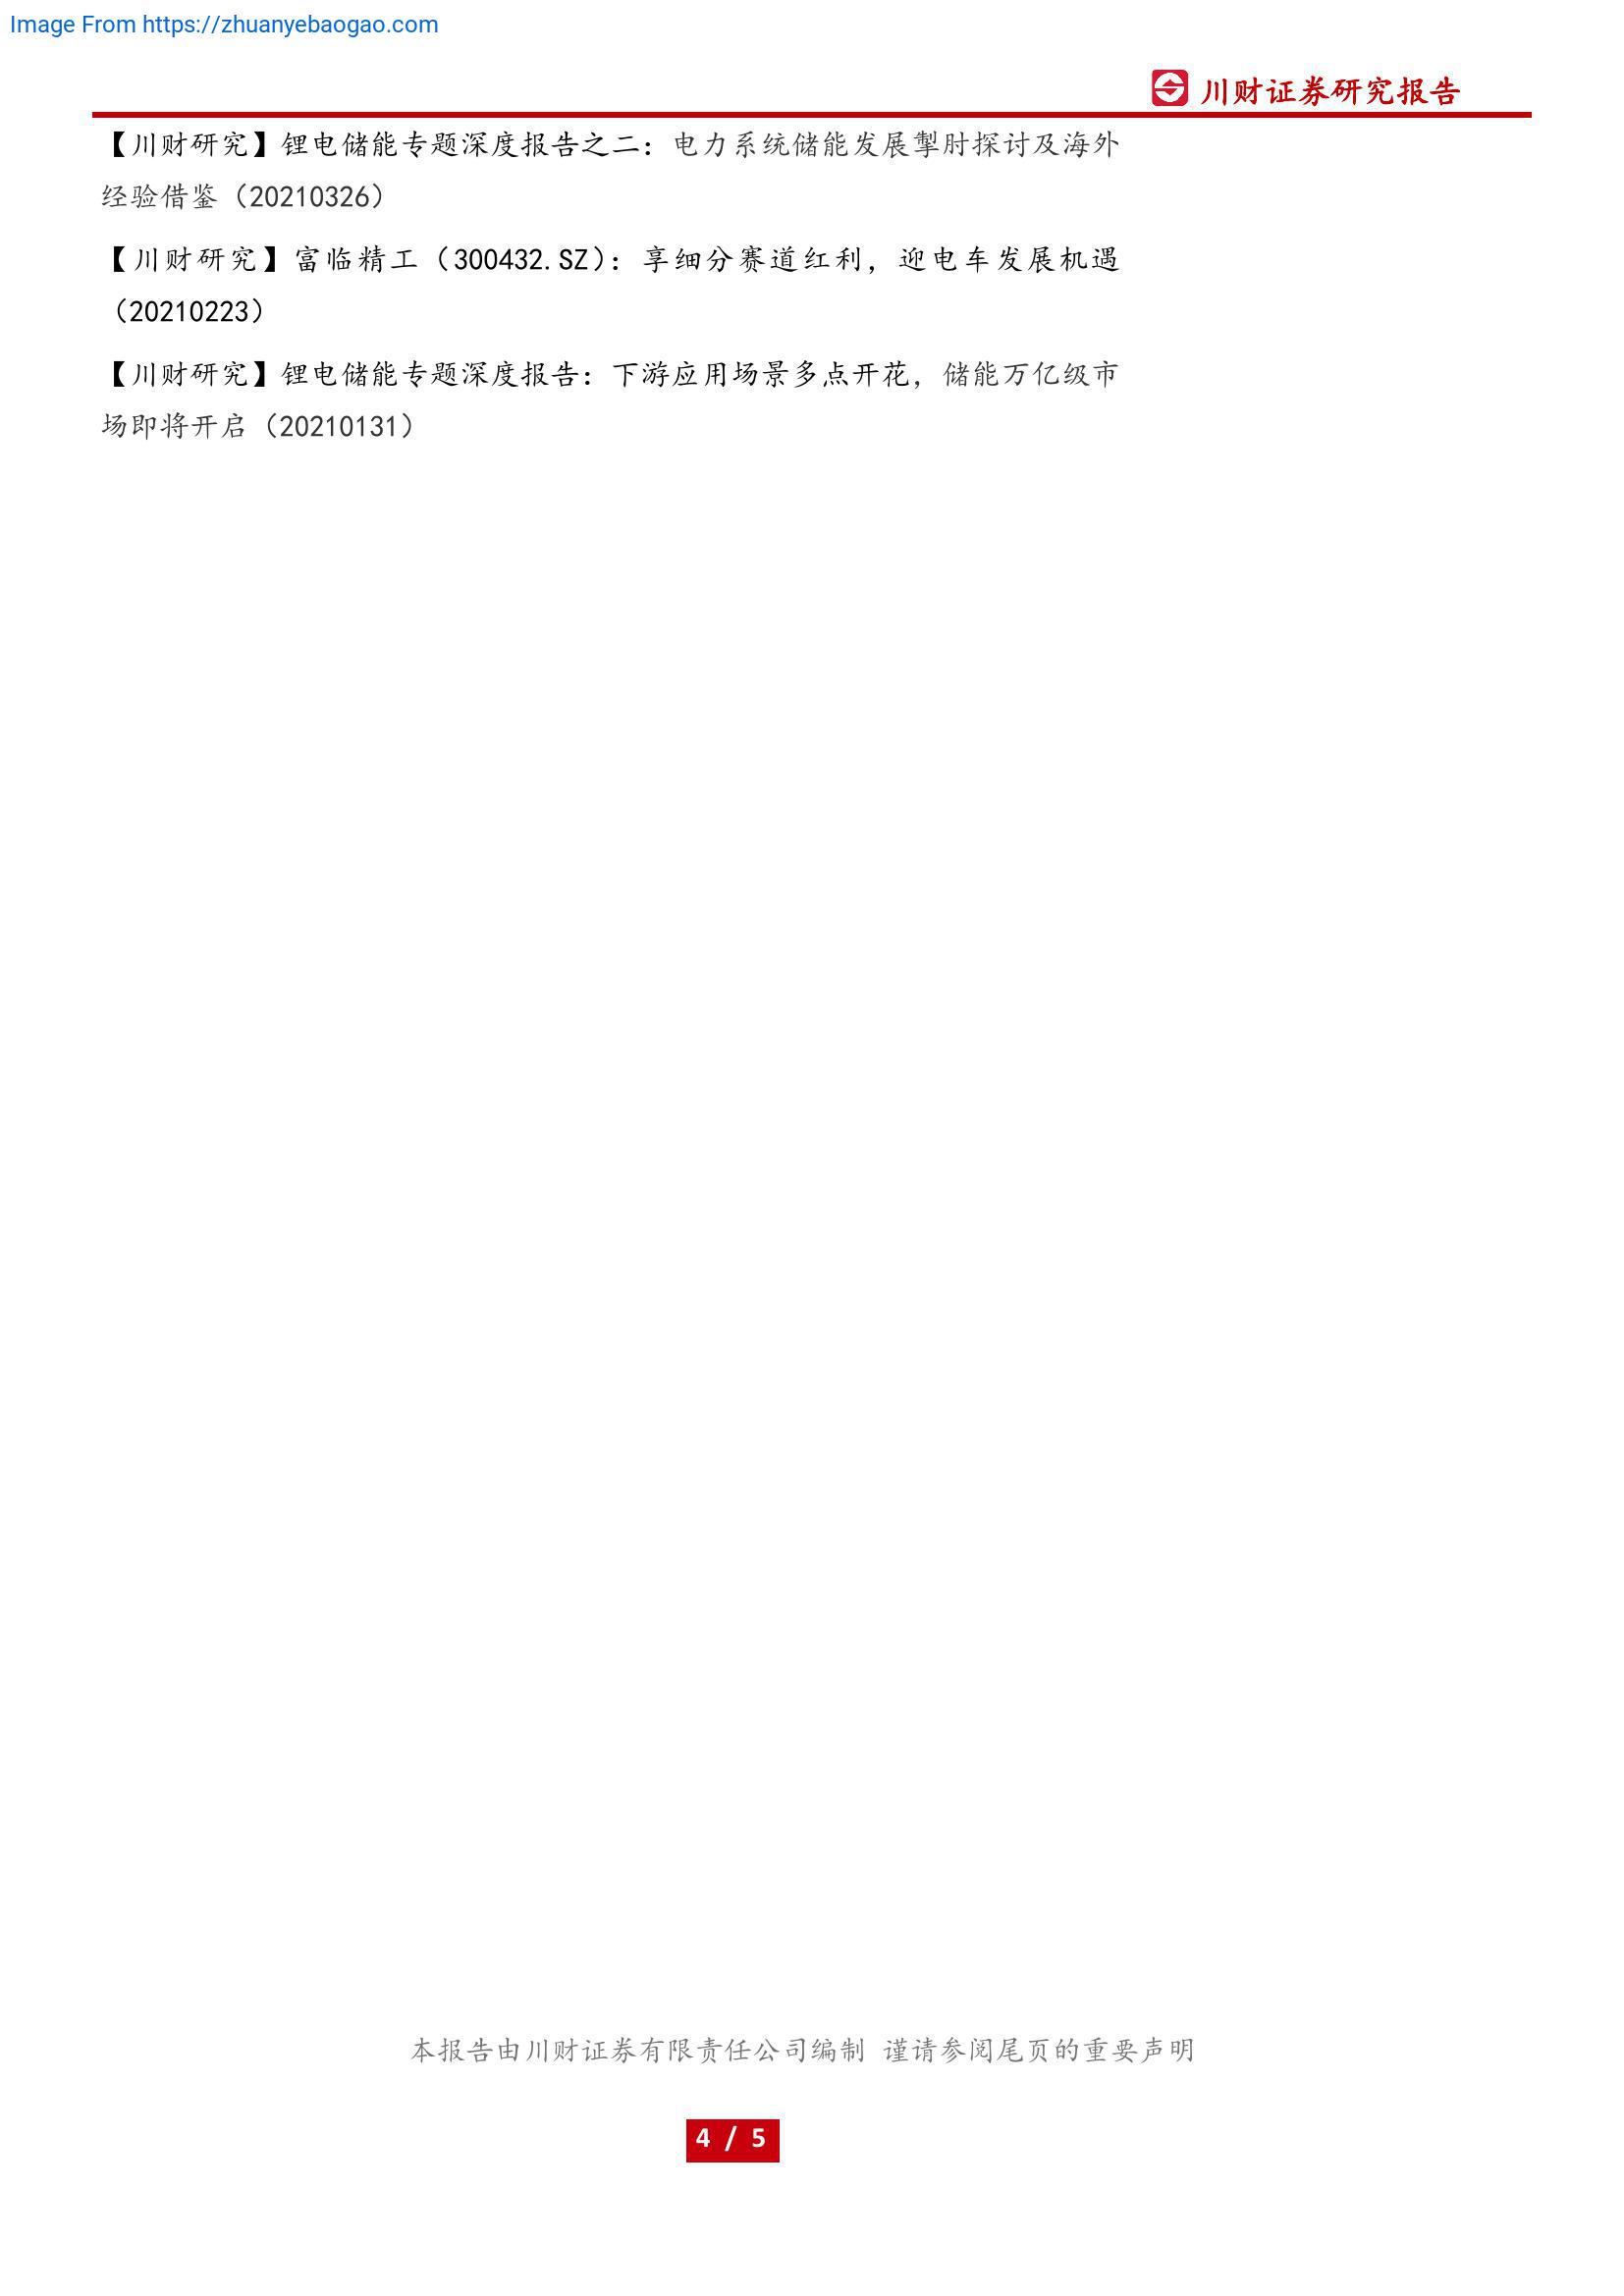 Image From https://zhuanyebaogao.com
川财证券研究报告
【川财研究】锂电储能专题深度报告之二：电力系统储能发展掣肘探讨及海外
经验借鉴（20210326）
【川财研究】富临精工（300432.SZ）：享细分赛道红利，迎电车发展机遇
（20210223）
【川财研究】锂电储能专题深度报告：下游应用场景多点开花，储能万亿级市
场即将开启（20210131）
本报告由川财证券有限责任公司编制 谨请参阅尾页的重要声明
4 / 5